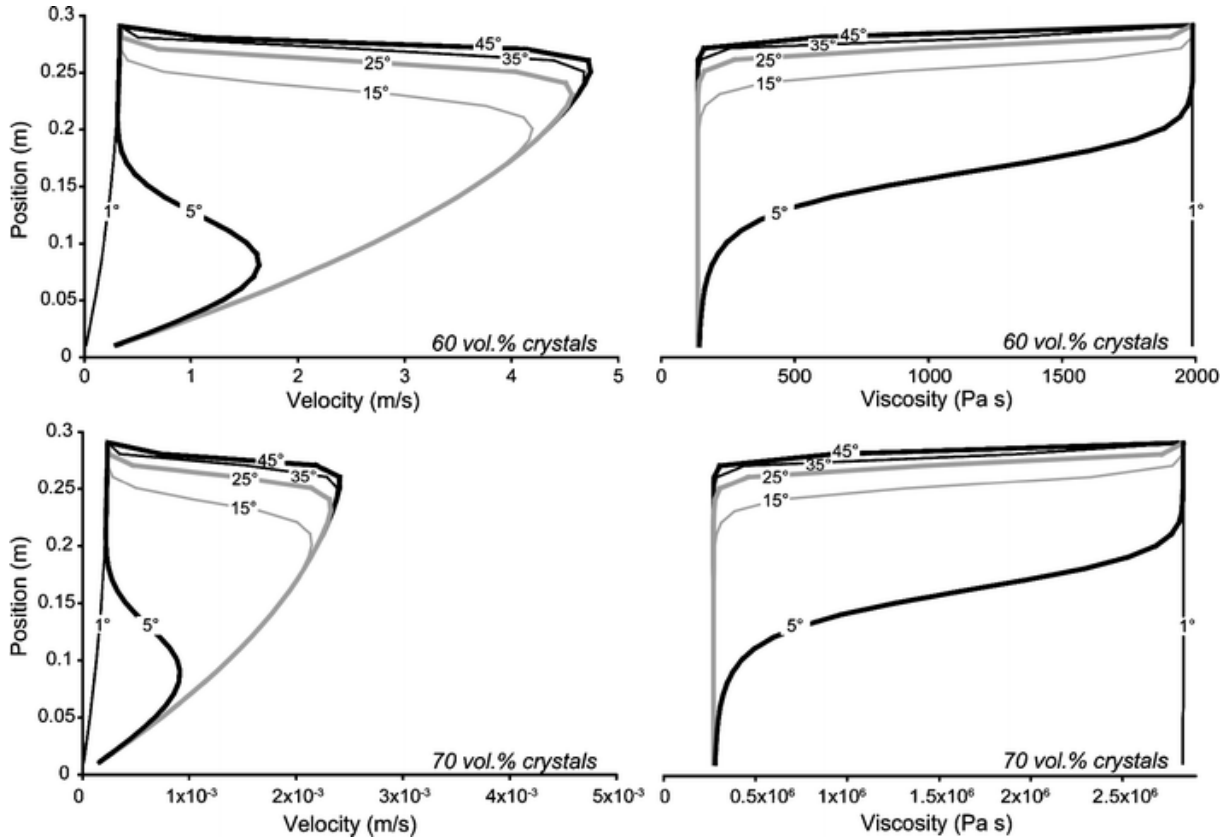 0.3
0.2
0.15
0.1
0.05
0
Position (m)
45°
35°
25°
15°
5°
1°
60 vol.% crystals
0 1 2 3 4 5
Velocity (m/s)
45°
35°
25°
15°
5°
1°
60 vol.% crystals
0 500 1000 1500 2000
Viscosity (Pa s)
0.3
0.2
0.15
0.1
0.05
0
Position (m)
45°
35°
25°
15°
5°
1°
70 vol.% crystals
0 1x10⁻³ 2x10⁻³ 3x10⁻³ 4x10⁻³ 5x10⁻³
Velocity (m/s)
45°
35°
25°
15°
5°
1°
70 vol.% crystals
0 0.5x10⁶ 1x10⁶ 1.5x10⁶ 2x10⁶ 2.5x10⁶
Viscosity (Pa s)